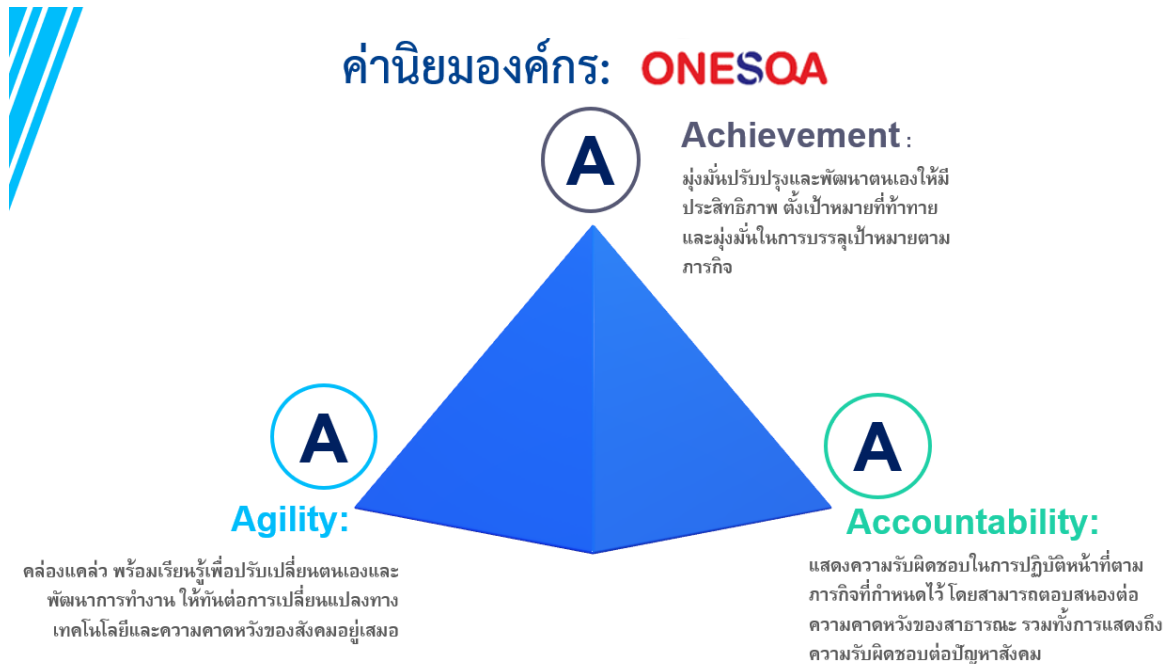 ค่านิยมองค์กร: ONESQA
A
Achievement :
มุ่งมั่นปรับปรุงและพัฒนาตนเองให้มี
ประสิทธิภาพ ตั้งเป้าหมายที่ท้าทาย
และมุ่งมั่นในการบรรลุเป้าหมายตาม
ภารกิจ
A
Agility:
คล่องแคล่ว พร้อมเรียนรู้เพื่อปรับเปลี่ยนตนเองและ
พัฒนาการทำงาน ให้ทันต่อการเปลี่ยนแปลงทาง
เทคโนโลยีและความคาดหวังของสังคมอยู่เสมอ
A
Accountability:
แสดงความรับผิดชอบในการปฏิบัติหน้าที่ตาม
ภารกิจที่กำหนดไว้ โดยสามารถตอบสนองต่อ
ความคาดหวังของสาธารณะ รวมทั้งการแสดงถึง
ความรับผิดชอบต่อปัญหาสังคม